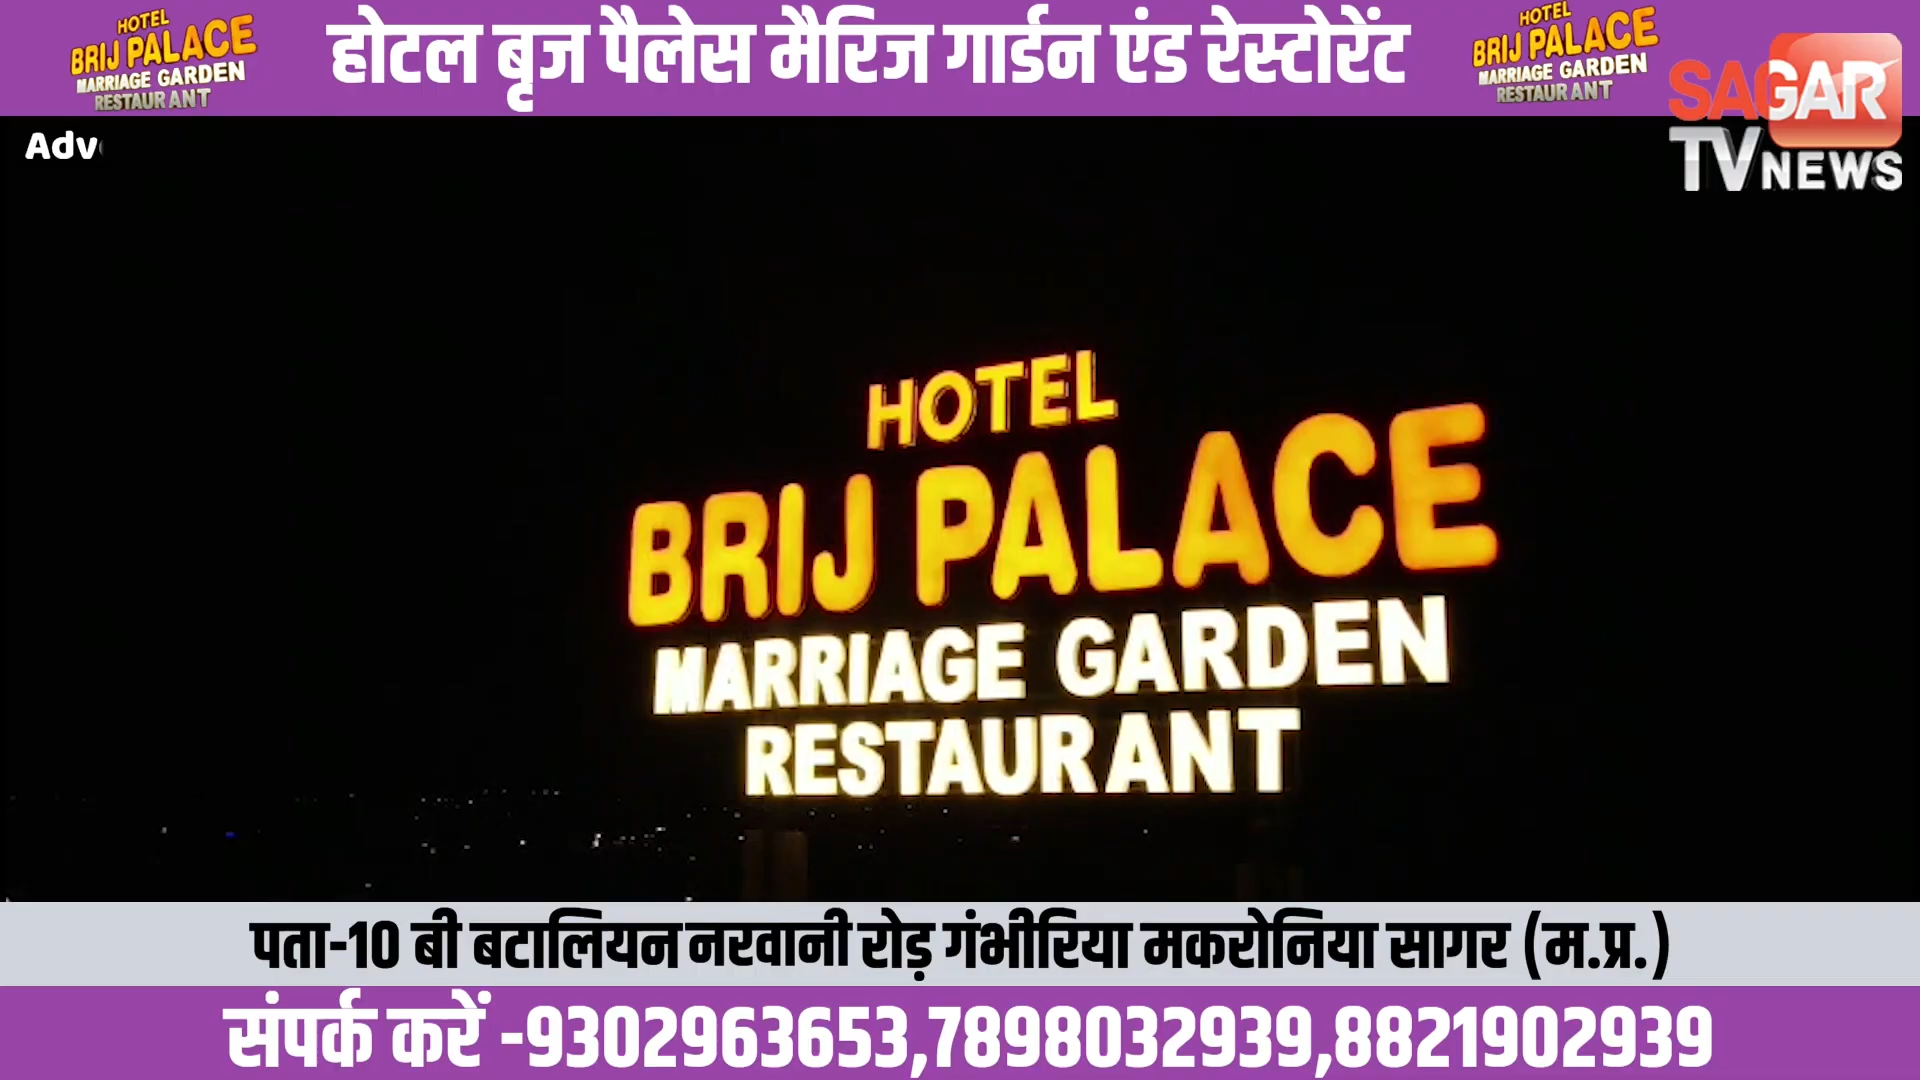 HOTEL
BRIJ PALACE
MARRIAGE GARDEN
RESTAURANT
होटल बृज पैलेस मैरिज गार्डन एंड रेस्टोरेंट
HOTEL
BRIJ PALACE
MARRIAGE GARDEN
RESTAURANT
SAGAR
TV NEWS
Adv
HOTEL
BRIJ PALACE
MARRIAGE GARDEN
RESTAURANT
पता-10 बी बटालियन नरवानी रोड़ गंभीरिया मकरोनिया सागर (म.प्र.)
संपर्क करें -9302963653,7898032939,8821902939